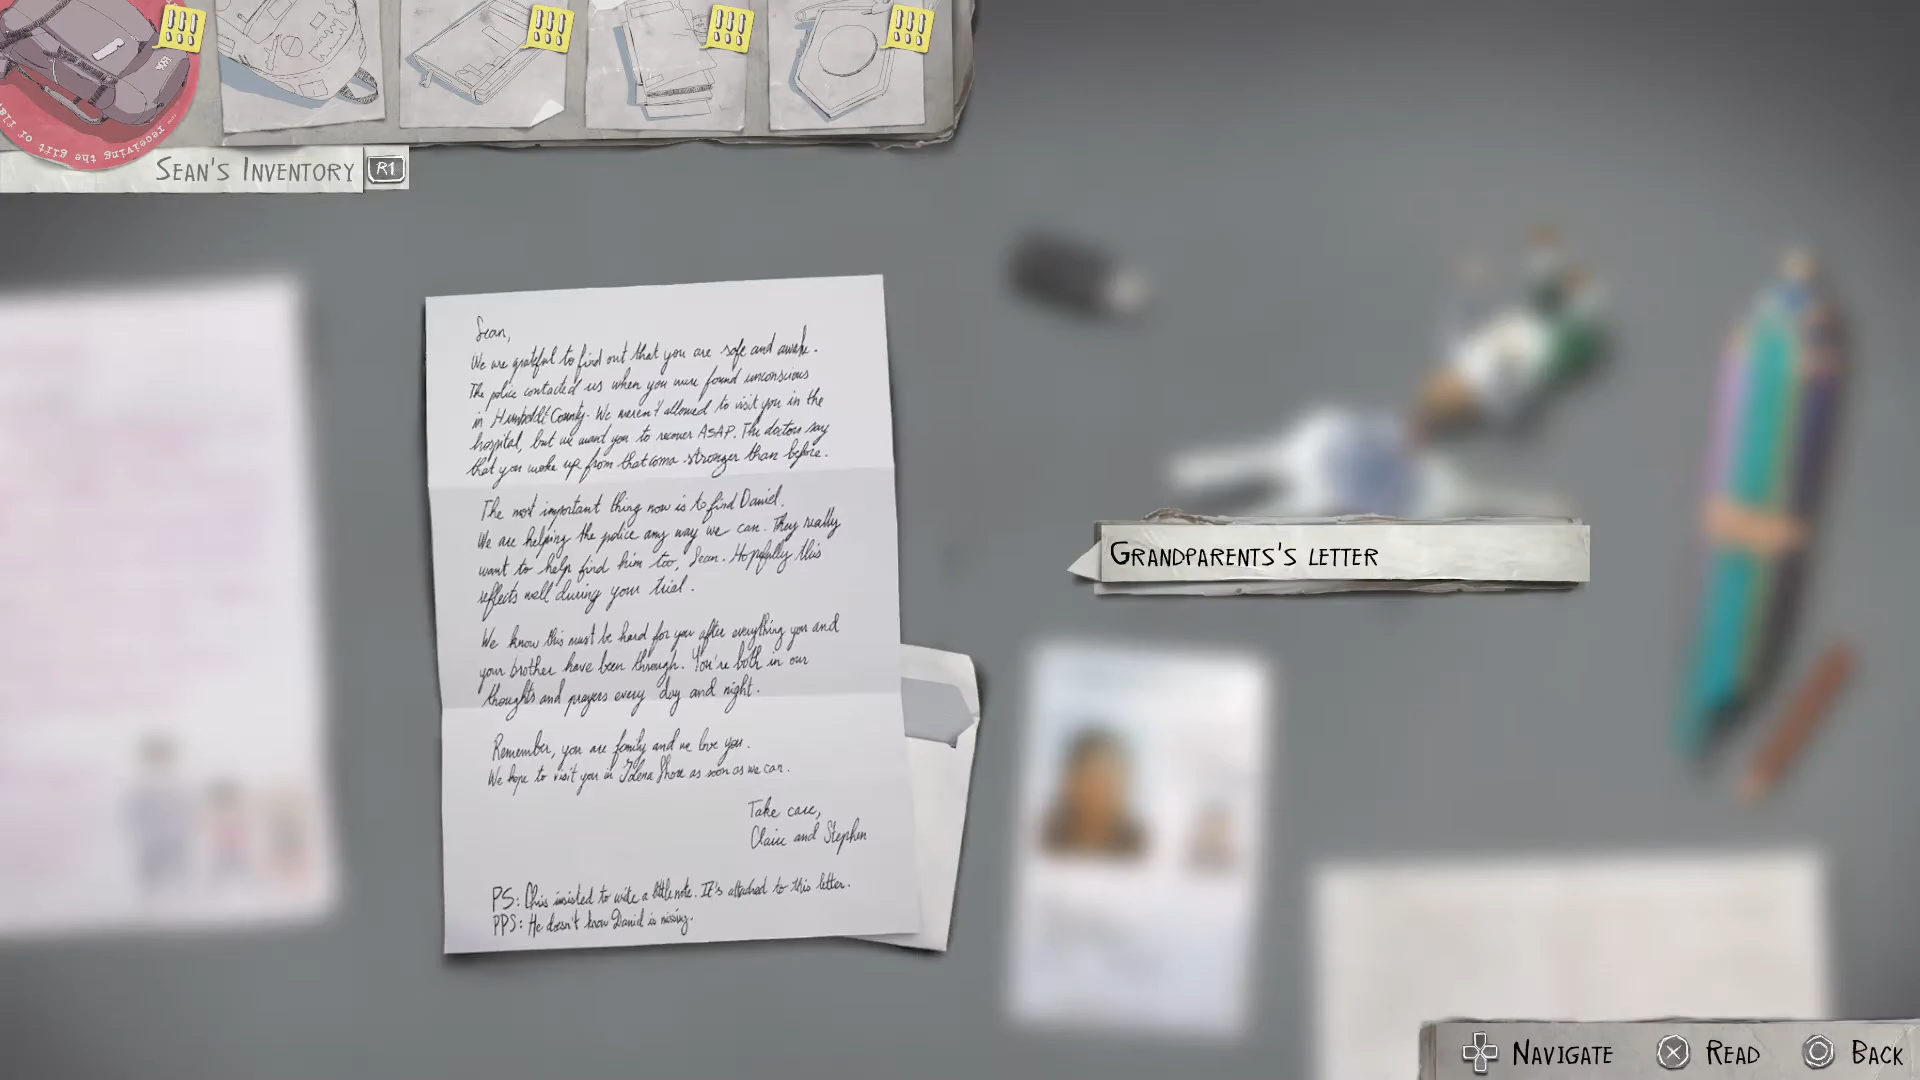 receiving the gift of
SEAN'S INVENTORY R1
Sean,
We are grateful to find out that you are safe and awake.
The police contacted us when you were found unconscious
in Humboldt County. We weren't allowed to visit you in the
hospital, but we want you to recover ASAP. The doctors say
that you woke up from that coma stronger than before.
The most important thing now is to find Daniel.
We are helping the police any way we can. They really
want to help find him too, Sean. Hopefully this
reflects well during your trial.
We know this must be hard for you after everything you and
your brother have been through. You're both in our
thoughts and prayers every day and night.
Remember, you are family and we love you.
We hope to visit you in Shore as soon as we can.
Take care,
Claire and Stephen
PS: Chris insisted to write a little note. It's attached to this letter.
PPS: He doesn't know Daniel is missing.
GRANDPARENTS'S LETTER
NAVIGATE READ BACK